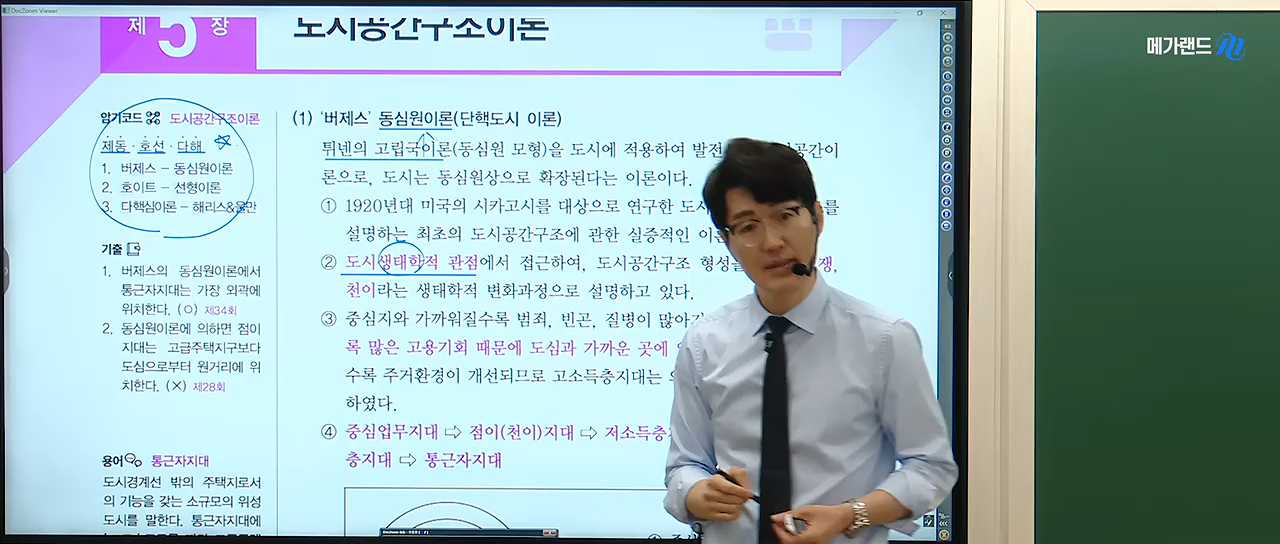 DocZoom Viewer
제 5 장 도시공간구조이론
메가랜드
암기코드 도시공간구조이론
제동·호선·다해
1. 버제스 – 동심원이론
2. 호이트 – 선형이론
3. 다핵심이론 – 해리스&울만
기출
1. 버제스의 동심원이론에서
통근자지대는 가장 외곽에
위치한다. (○) 제34회
2. 동심원이론에 의하면 점이
지대는 고급주택지구보다
도심으로부터 원거리에 위
치한다. (×) 제28회
용어 통근자지대
도시경계선 밖의 주택지로서
의 기능을 갖는 소규모의 위성
도시를 말한다. 통근자지대에
(1) '버제스' 동심원이론(단핵도시 이론)
튀넨의 고립국이론(동심원 모형)을 도시에 적용하여 발전 공간이
론으로, 도시는 동심원상으로 확장된다는 이론이다.
① 1920년대 미국의 시카고시를 대상으로 연구한 를
설명하는 최초의 도시공간구조에 관한 실증적인
② 도시생태학적 관점에서 접근하여, 도시공간구조 형성을 쟁,
천이라는 생태학적 변화과정으로 설명하고 있다.
③ 중심지와 가까워질수록 범죄, 빈곤, 질병이
록 많은 고용기회 때문에 도심과 가까운 곳에
수록 주거환경이 개선되므로 고소득층지대는
하였다.
④ 중심업무지대 ⇨ 점이(천이)지대 ⇨ 저소득층
층지대 ⇨ 통근자지대